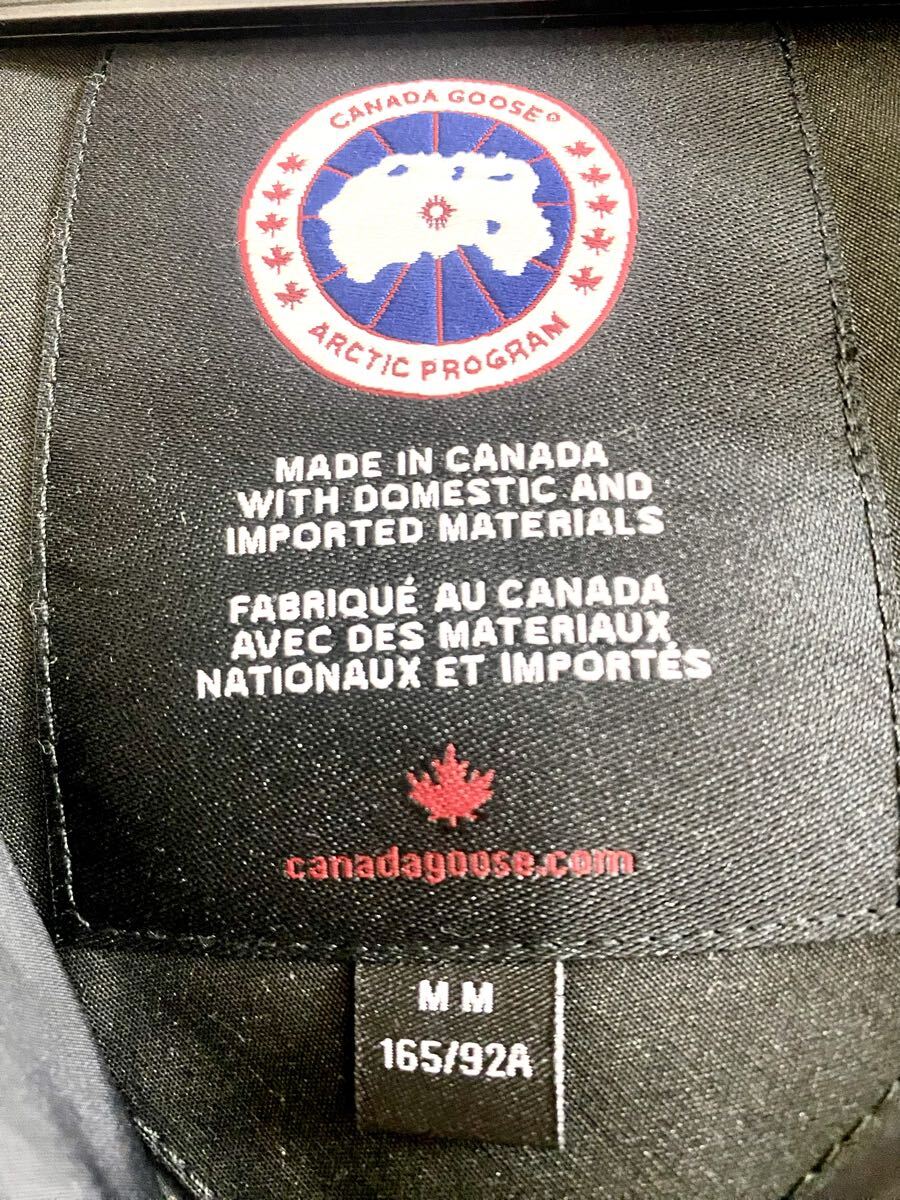 CANADA GOOSE®
ARCTIC PROGRAM
MADE IN CANADA
WITH DOMESTIC AND
IMPORTED MATERIALS
FABRIQUÉ AU CANADA
AVEC DES MATERIAUX
NATIONAUX ET IMPORTÉS
canadagoose.com
M M
165/92A